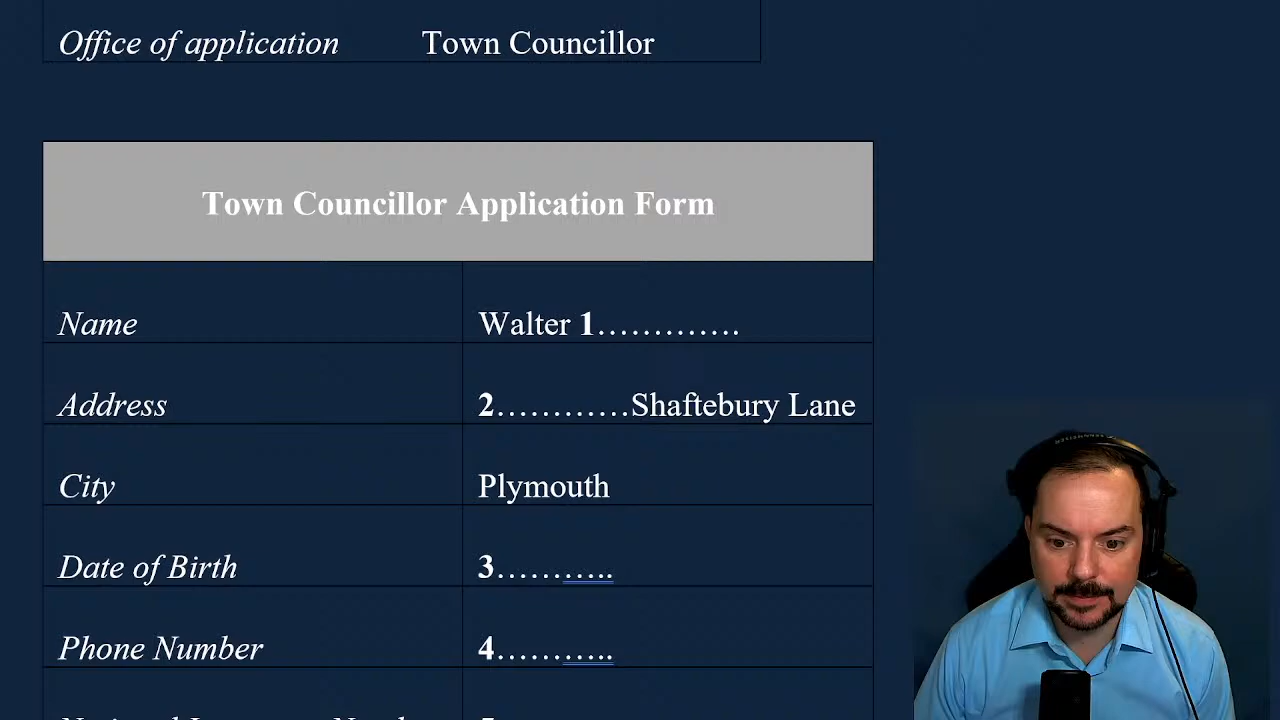 Office of application Town Councillor
Town Councillor Application Form
Name Walter 1………….
Address 2…………Shaftebury Lane
City Plymouth
Date of Birth 3………..
Phone Number 4………..